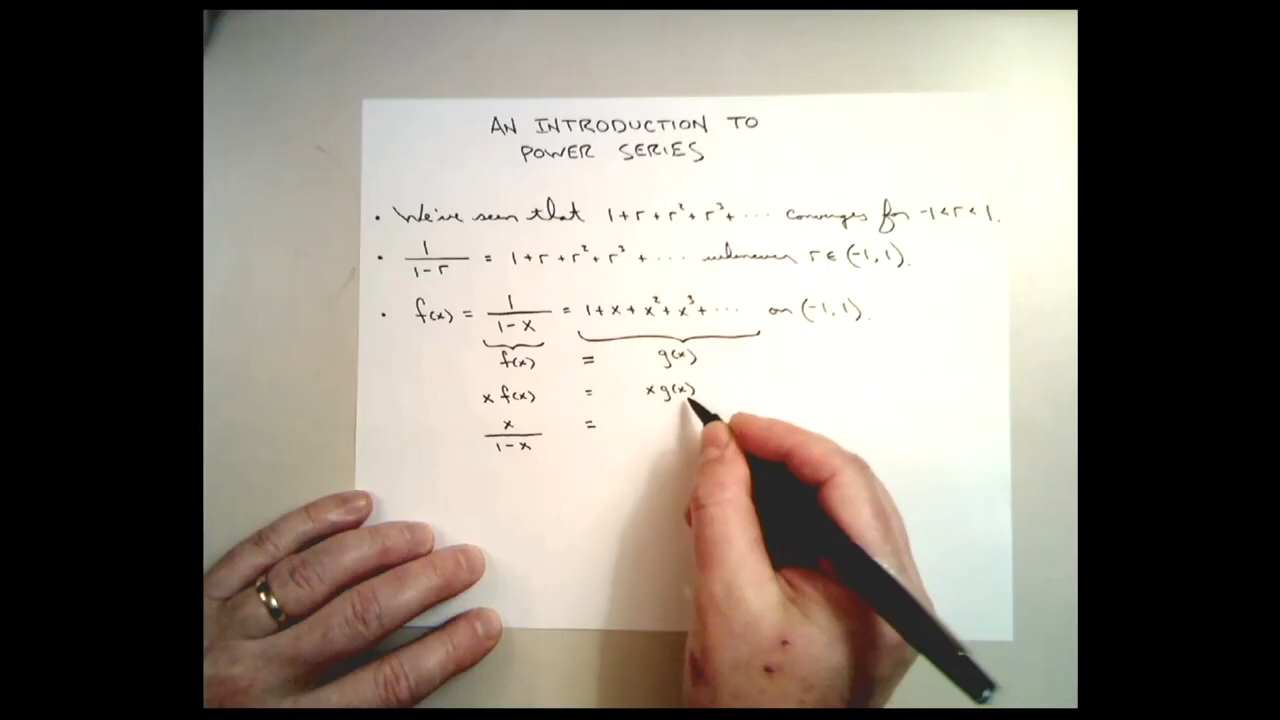 AN INTRODUCTION TO
POWER SERIES
• We've seen that 1 + r + r² + r³ + ··· converges for -1 < r < 1.
• 1/(1-r) = 1 + r + r² + r³ + ··· whenever r ∈ (-1, 1).
• f(x) = 1/(1-x) = 1 + x + x² + x³ + ··· on (-1, 1).
f(x) = g(x)
x f(x) = x g(x)
x/(1-x) =